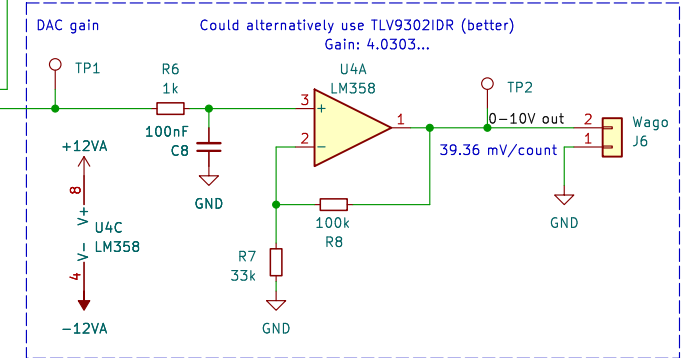 DAC gain
Could alternatively use TLV9302IDR (better)
Gain: 4.0303...
TP1
R6
1k
U4A
LM358
TP2
3
+
1
0-10V out
2
Wago
100nF
C8
2
−
39.36 mV/count
1
J6
+12VA
8
GND
V+
U4C
LM358
V-
4
100k
R8
GND
R7
33k
-12VA
GND